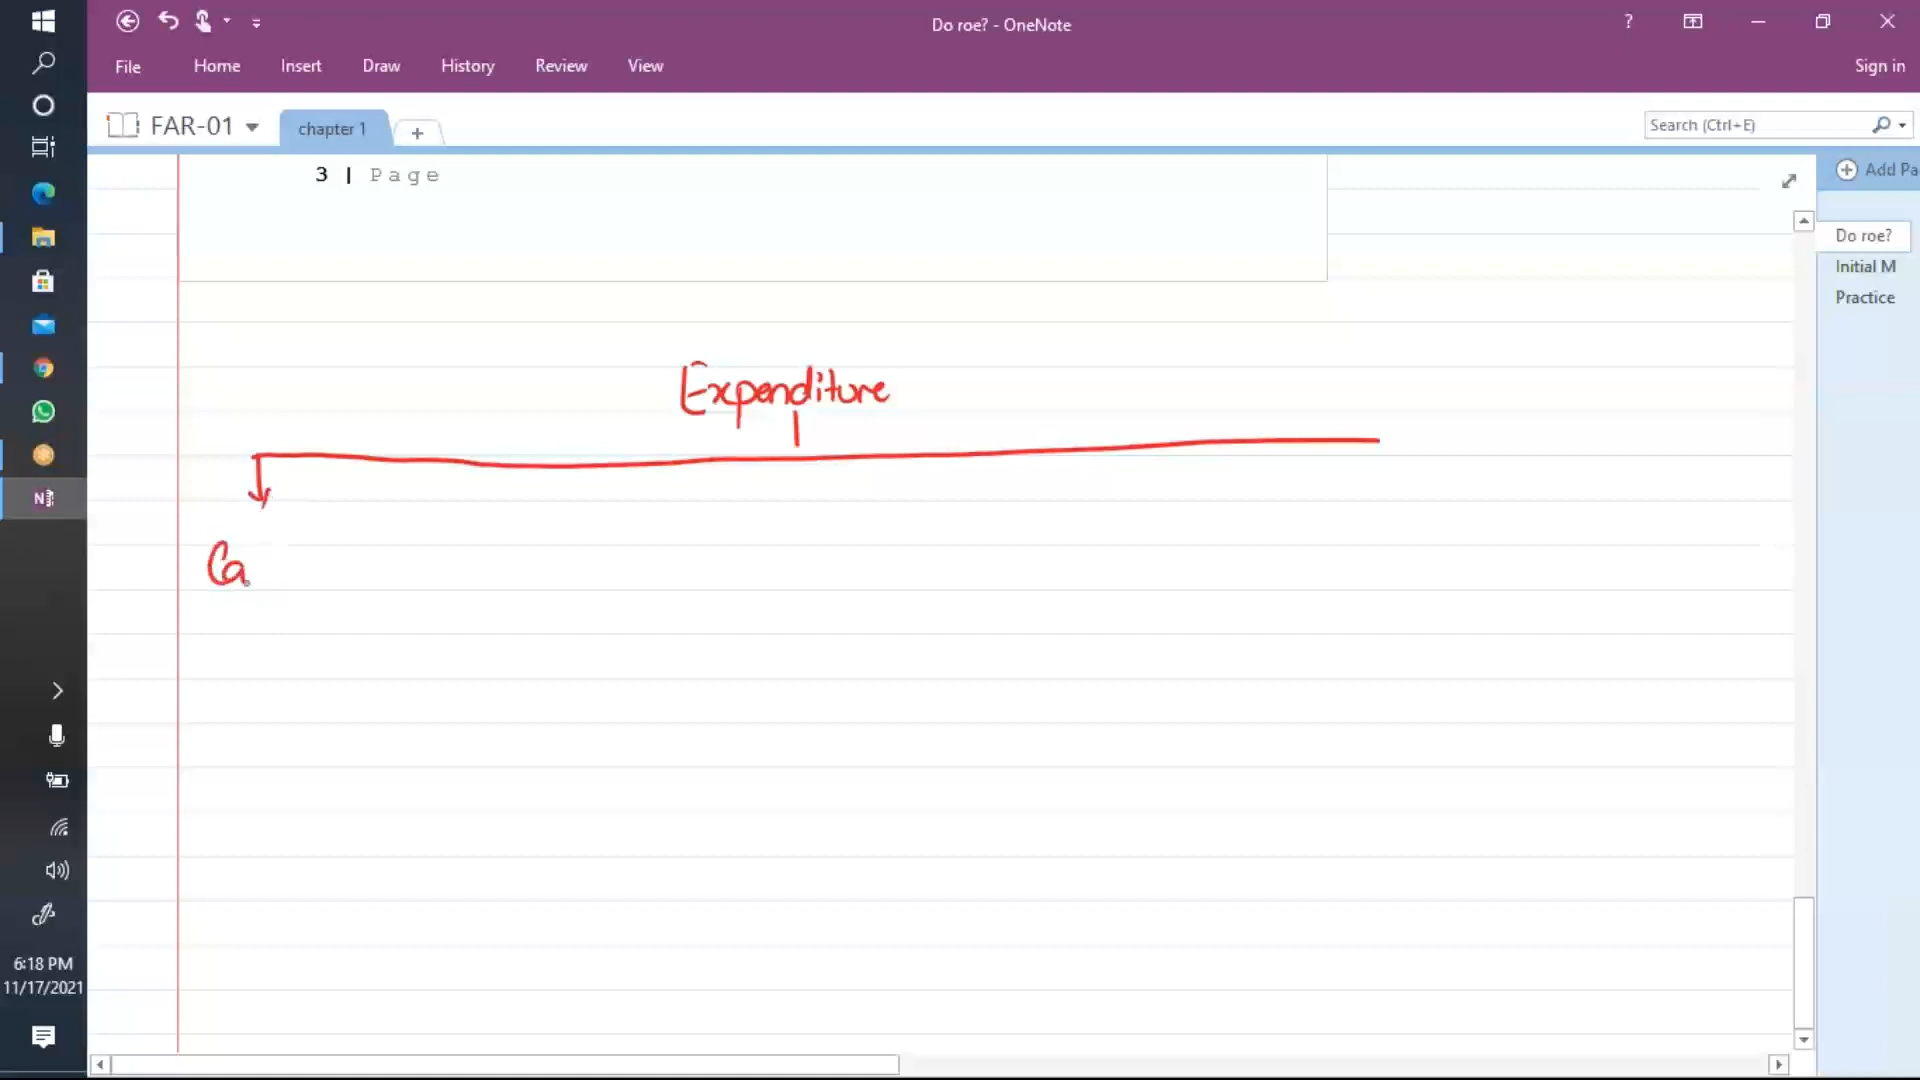 Do roe? - OneNote
?
File Home Insert Draw History Review View
Sign in
FAR-01
chapter 1
+
Search (Ctrl+E)
3 | Page
Add Pa
Do roe?
Initial M
Practice
Expenditure
Ca
N
6:18 PM
11/17/2021